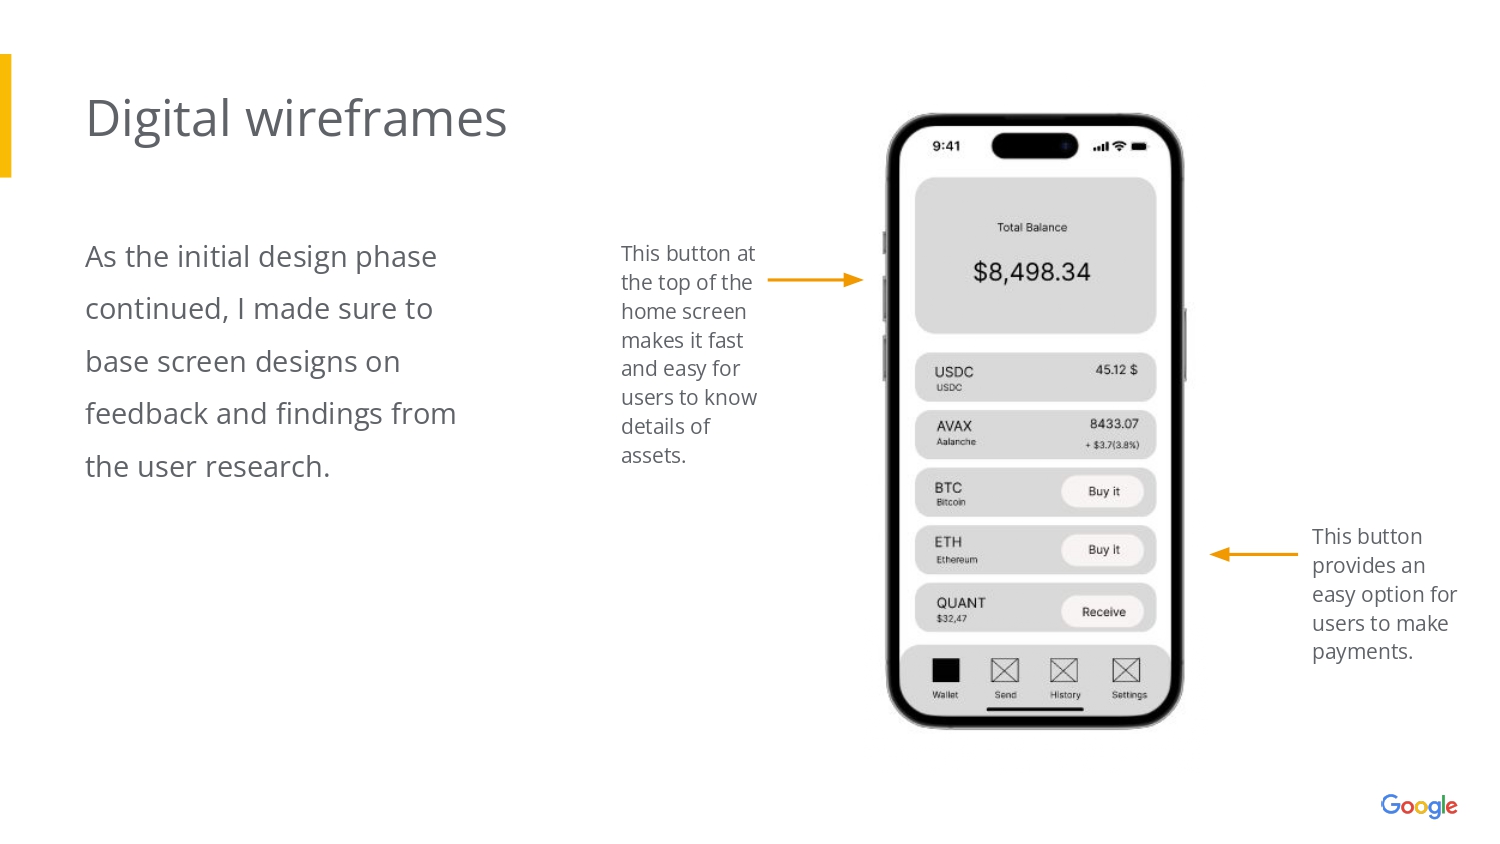 Digital wireframes
As the initial design phase
continued, I made sure to
base screen designs on
feedback and findings from
the user research.
This button at
the top of the
home screen
makes it fast
and easy for
users to know
details of
assets.
9:41
Total Balance
$8,498.34
USDC
45.12 $
USDC
AVAX
8433.07
Aalanche
+ $3.7(3.8%)
BTC
Bitcoin
Buy it
ETH
Ethereum
Buy it
QUANT
$32,47
Receive
Wallet
Send
History
Settings
This button
provides an
easy option for
users to make
payments.
Google